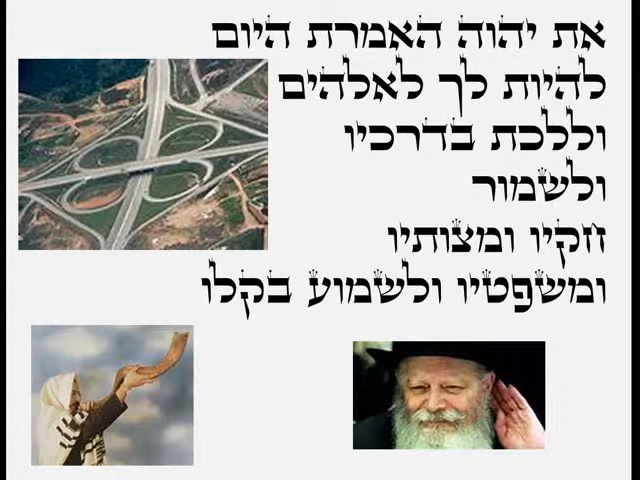 את יהוה האמרת היום
להיות לך לאלהים
וללכת בדרכיו
ולשמור
חקיו ומצותיו
ומשפטיו ולשמוע בקלו